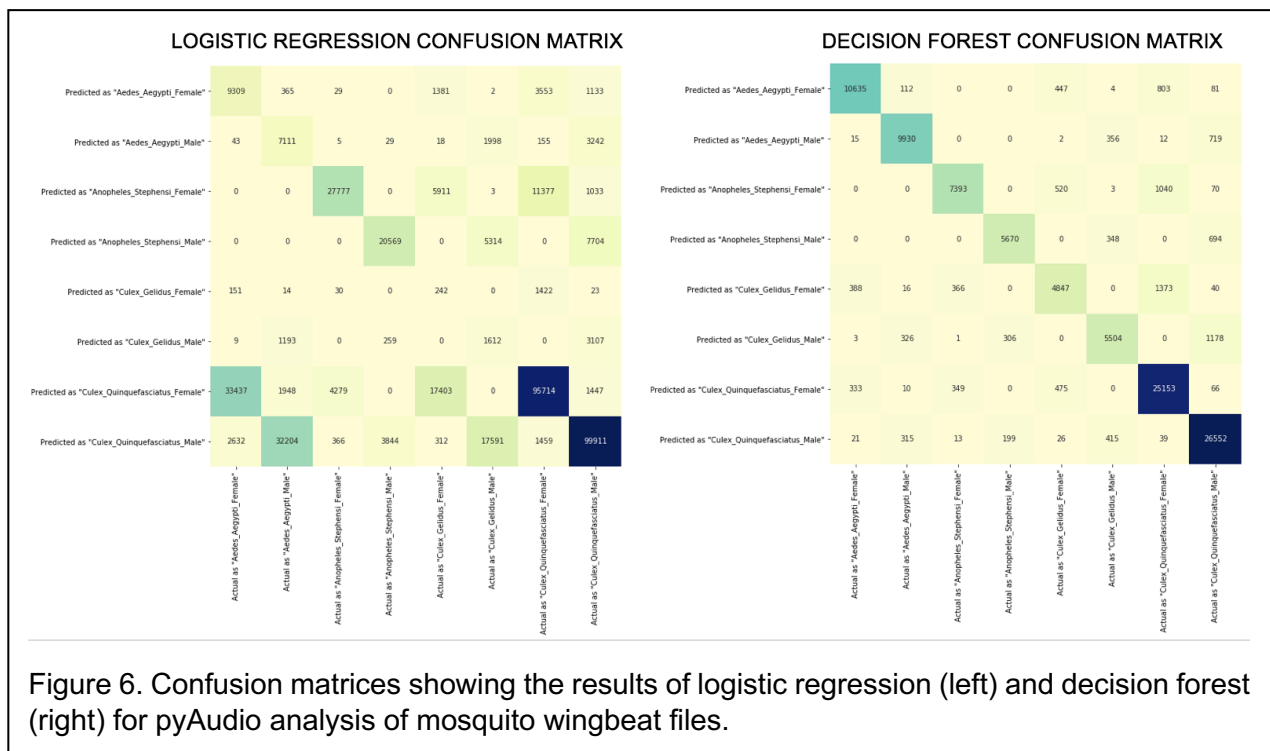 LOGISTIC REGRESSION CONFUSION MATRIX
Predicted as "Aedes_Aegypti_Female" 9309 365 29 0 1381 2 3553 1133
Predicted as "Aedes_Aegypti_Male" 43 7111 5 29 18 1998 155 3242
Predicted as "Anopheles_Stephensi_Female" 0 0 27777 0 5911 3 11377 1033
Predicted as "Anopheles_Stephensi_Male" 0 0 0 20569 0 5314 0 7704
Predicted as "Culex_Gelidus_Female" 151 14 30 0 242 0 1422 23
Predicted as "Culex_Gelidus_Male" 9 1193 0 259 0 1612 0 3107
Predicted as "Culex_Quinquefasciatus_Female" 33437 1948 4279 0 17403 0 95714 1447
Predicted as "Culex_Quinquefasciatus_Male" 2632 32204 366 3844 312 17591 1459 99911
Actual as "Aedes_Aegypti_Female"
Actual as "Aedes_Aegypti_Male"
Actual as "Anopheles_Stephensi_Female"
Actual as "Anopheles_Stephensi_Male"
Actual as "Culex_Gelidus_Female"
Actual as "Culex_Gelidus_Male"
Actual as "Culex_Quinquefasciatus_Female"
Actual as "Culex_Quinquefasciatus_Male"
DECISION FOREST CONFUSION MATRIX
Predicted as "Aedes_Aegypti_Female" 10635 112 0 0 447 4 803 81
Predicted as "Aedes_Aegypti_Male" 15 9930 0 0 2 356 12 719
Predicted as "Anopheles_Stephensi_Female" 0 0 7393 0 520 3 1040 70
Predicted as "Anopheles_Stephensi_Male" 0 0 0 5670 0 348 0 694
Predicted as "Culex_Gelidus_Female" 388 16 366 0 4847 0 1373 40
Predicted as "Culex_Gelidus_Male" 3 326 1 306 0 5504 0 1178
Predicted as "Culex_Quinquefasciatus_Female" 333 10 349 0 475 0 25153 66
Predicted as "Culex_Quinquefasciatus_Male" 21 315 13 199 26 415 39 26552
Actual as "Aedes_Aegypti_Female"
Actual as "Aedes_Aegypti_Male"
Actual as "Anopheles_Stephensi_Female"
Actual as "Anopheles_Stephensi_Male"
Actual as "Culex_Gelidus_Female"
Actual as "Culex_Gelidus_Male"
Actual as "Culex_Quinquefasciatus_Female"
Actual as "Culex_Quinquefasciatus_Male"
Figure 6. Confusion matrices showing the results of logistic regression (left) and decision forest
(right) for pyAudio analysis of mosquito wingbeat files.